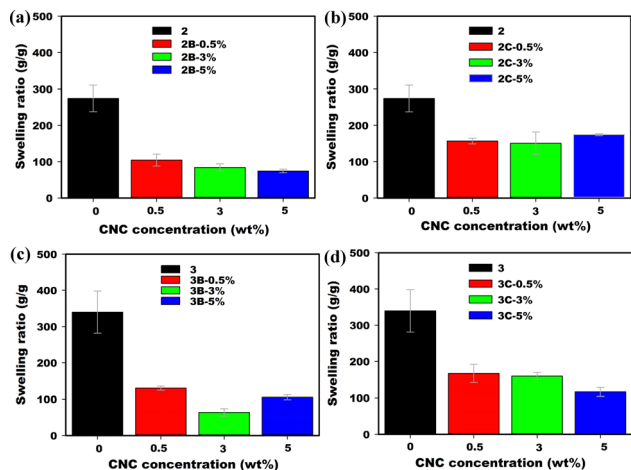 (a)
500
400
300
200
100
0
Swelling ratio (g/g)
2
2B-0.5%
2B-3%
2B-5%
0 0.5 3 5
CNC concentration (wt%)
(b)
500
400
300
200
100
0
Swelling ratio (g/g)
2
2C-0.5%
2C-3%
2C-5%
0 0.5 3 5
CNC concentration (wt%)
(c)
500
400
300
200
100
0
Swelling ratio (g/g)
3
3B-0.5%
3B-3%
3B-5%
0 0.5 3 5
CNC concentration (wt%)
(d)
500
400
300
200
100
0
Swelling ratio (g/g)
3
3C-0.5%
3C-3%
3C-5%
0 0.5 3 5
CNC concentration (wt%)